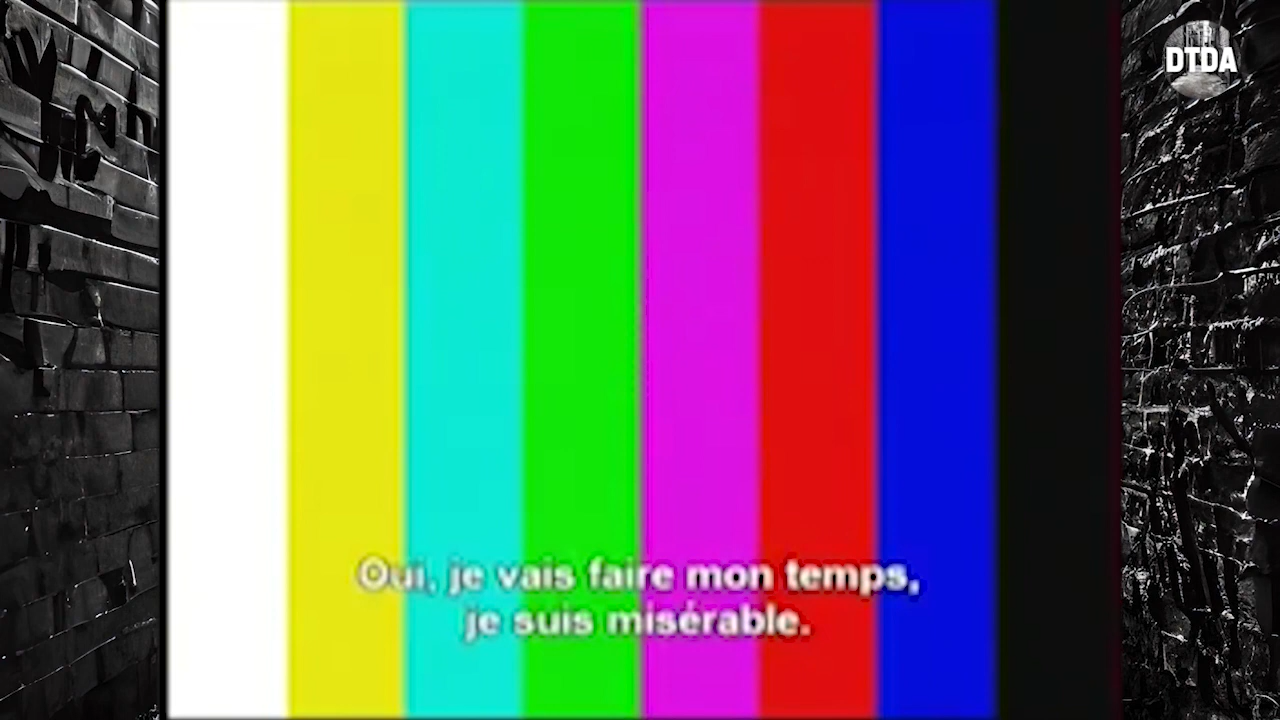 DTDA
Oui, je vais faire mon temps,
je suis misérable.